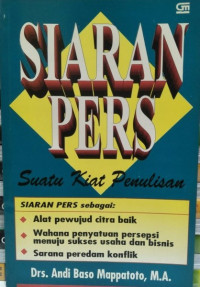 GM
SIARAN
PERS
Suatu Kiat Penulisan
SIARAN PERS sebagai:
Alat pewujud citra baik
Wahana penyatuan persepsi
menuju sukses usaha dan bisnis
Sarana peredam konflik
Drs. Andi Baso Mappatoto, M.A.